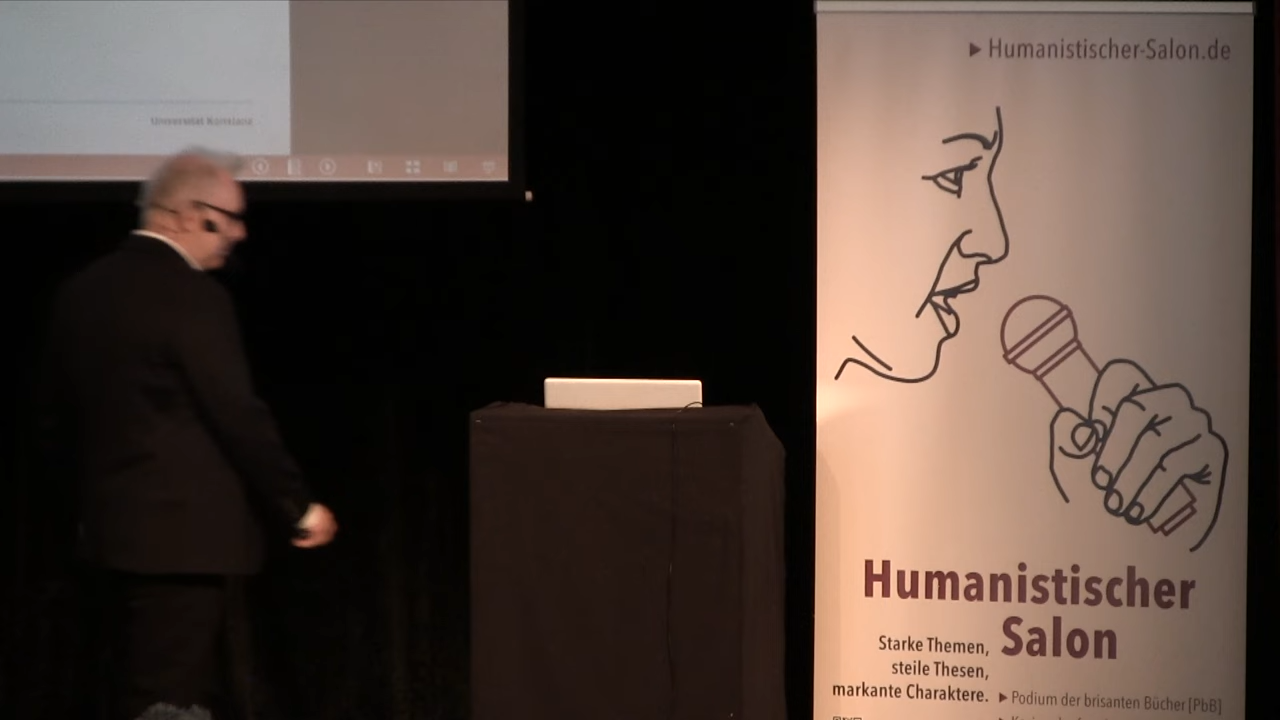 Universität Konstanz
▶ Humanistischer-Salon.de
Humanistischer
Salon
Starke Themen,
steile Thesen,
markante Charaktere.
▶ Podium der brisanten Bücher [PbB]